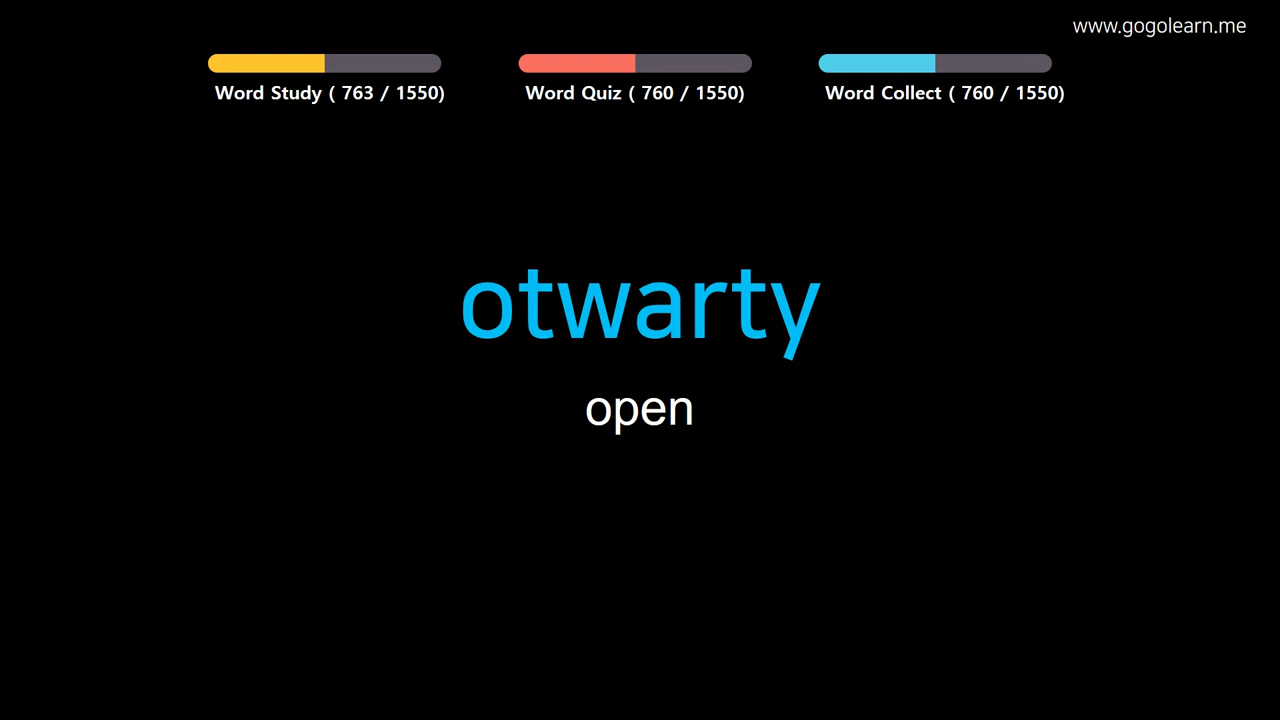 www.gogolearn.me
Word Study ( 763 / 1550)
Word Quiz ( 760 / 1550)
Word Collect ( 760 / 1550)
otwarty
open